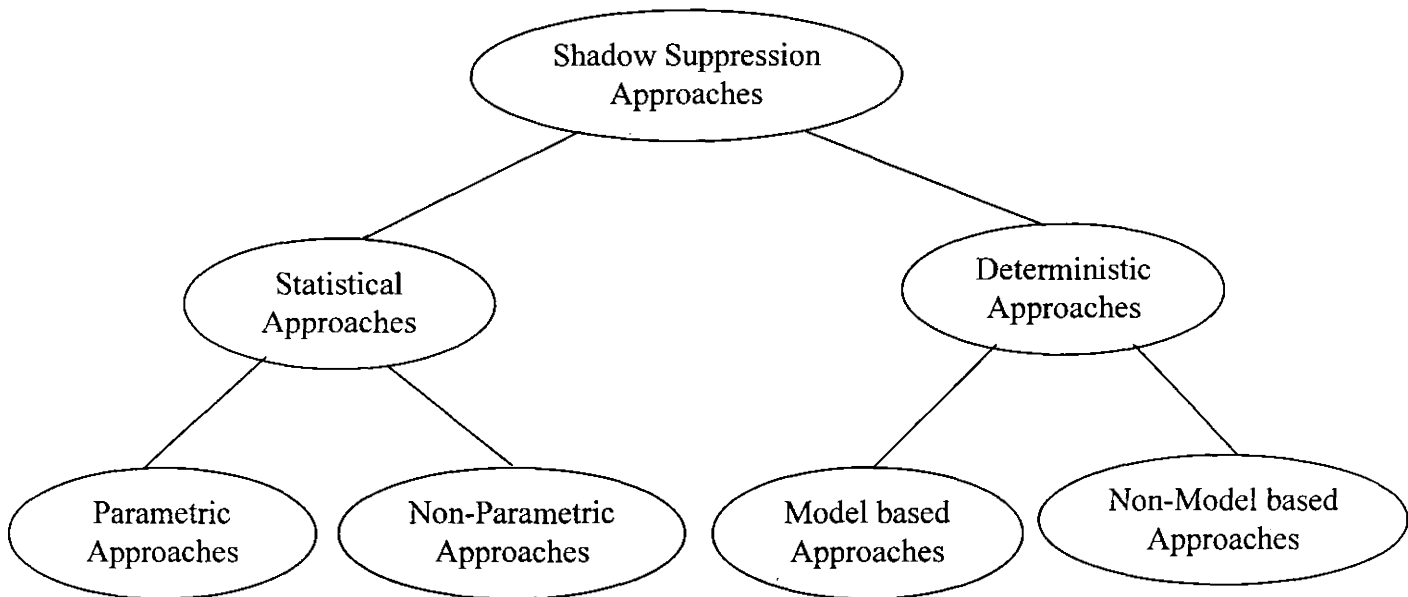 Shadow Suppression
Approaches
Statistical
Approaches
Deterministic
Approaches
Parametric
Approaches
Non-Parametric
Approaches
Model based
Approaches
Non-Model based
Approaches